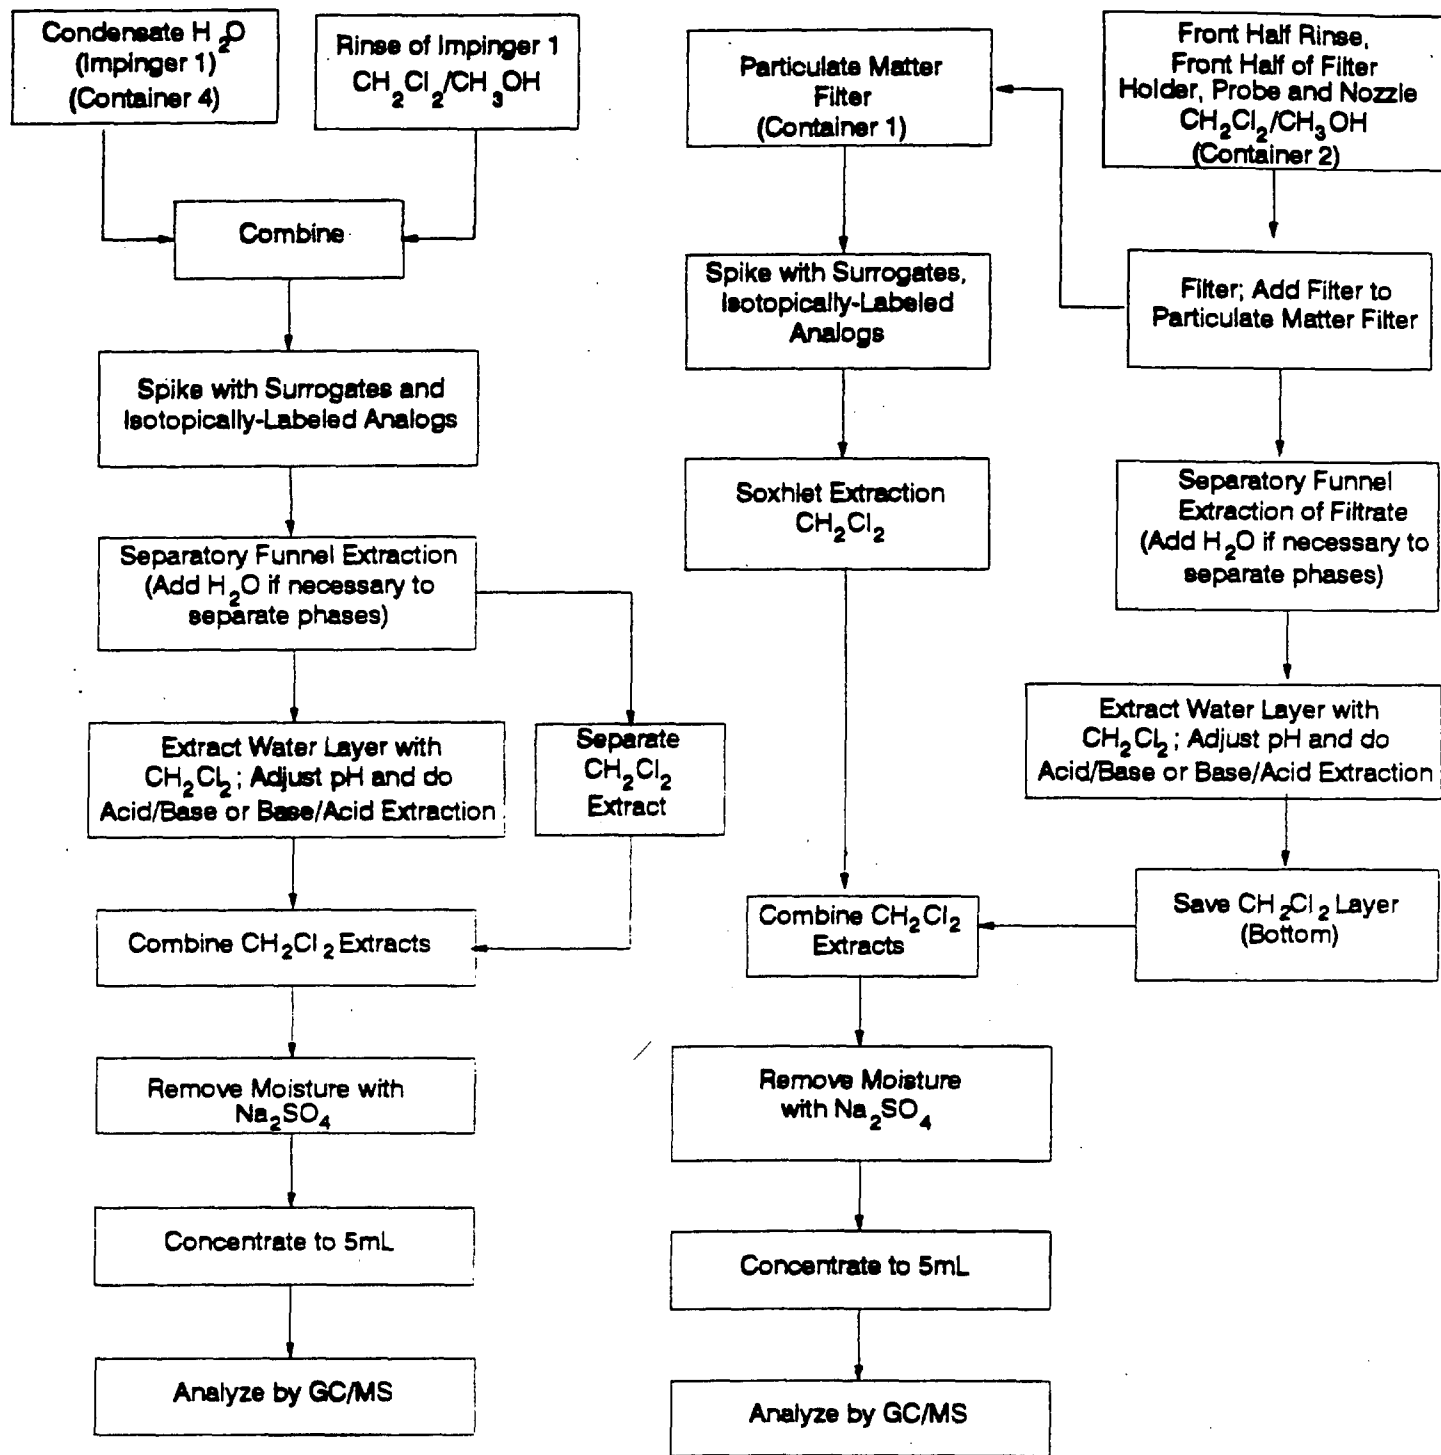 Condensate H₂O
(Impinger 1)
(Container 4)
Rinse of Impinger 1
CH₂Cl₂/CH₃OH
Combine
Spike with Surrogates and
Isotopically-Labeled Analogs
Separatory Funnel Extraction
(Add H₂O if necessary to
separate phases)
Extract Water Layer with
CH₂Cl₂; Adjust pH and do
Acid/Base or Base/Acid Extraction
Separate
CH₂Cl₂
Extract
Combine CH₂Cl₂ Extracts
Remove Moisture with
Na₂SO₄
Concentrate to 5mL
Analyze by GC/MS
Particulate Matter
Filter
(Container 1)
Spike with Surrogates,
Isotopically-Labeled
Analogs
Soxhlet Extraction
CH₂Cl₂
Front Half Rinse,
Front Half of Filter
Holder, Probe and Nozzle
CH₂Cl₂/CH₃OH
(Container 2)
Filter; Add Filter to
Particulate Matter Filter
Separatory Funnel
Extraction of Filtrate
(Add H₂O if necessary to
separate phases)
Extract Water Layer with
CH₂Cl₂; Adjust pH and do
Acid/Base or Base/Acid Extraction
Save CH₂Cl₂ Layer
(Bottom)
Combine CH₂Cl₂
Extracts
Remove Moisture
with Na₂SO₄
Concentrate to 5mL
Analyze by GC/MS